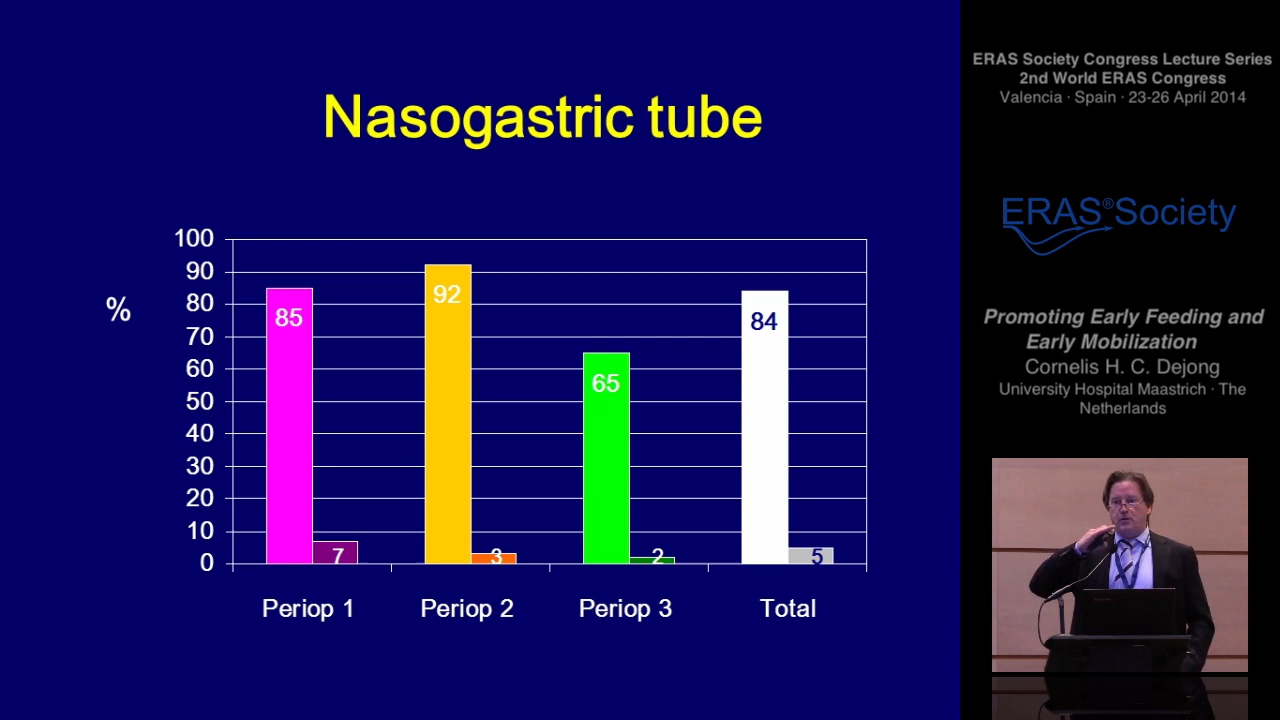 Nasogastric tube
%
100
90
80
70
60
50
40
30
20
10
0
85
7
92
3
65
2
84
5
Periop 1
Periop 2
Periop 3
Total
ERAS Society Congress Lecture Series
2nd World ERAS Congress
Valencia · Spain · 23-26 April 2014
ERAS®Society
Promoting Early Feeding and
Early Mobilization
Cornelis H. C. Dejong
University Hospital Maastrich · The
Netherlands